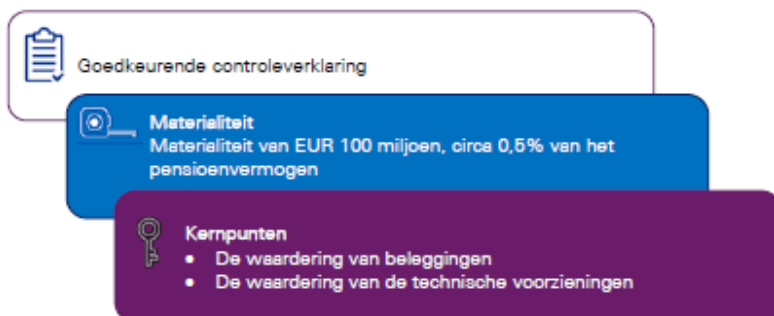 Goedkeurende controleverklaring
Materialiteit
Materialiteit van EUR 100 miljoen, circa 0,5% van het
pensioenvermogen
Kernpunten
• De waardering van beleggingen
• De waardering van de technische voorzieningen